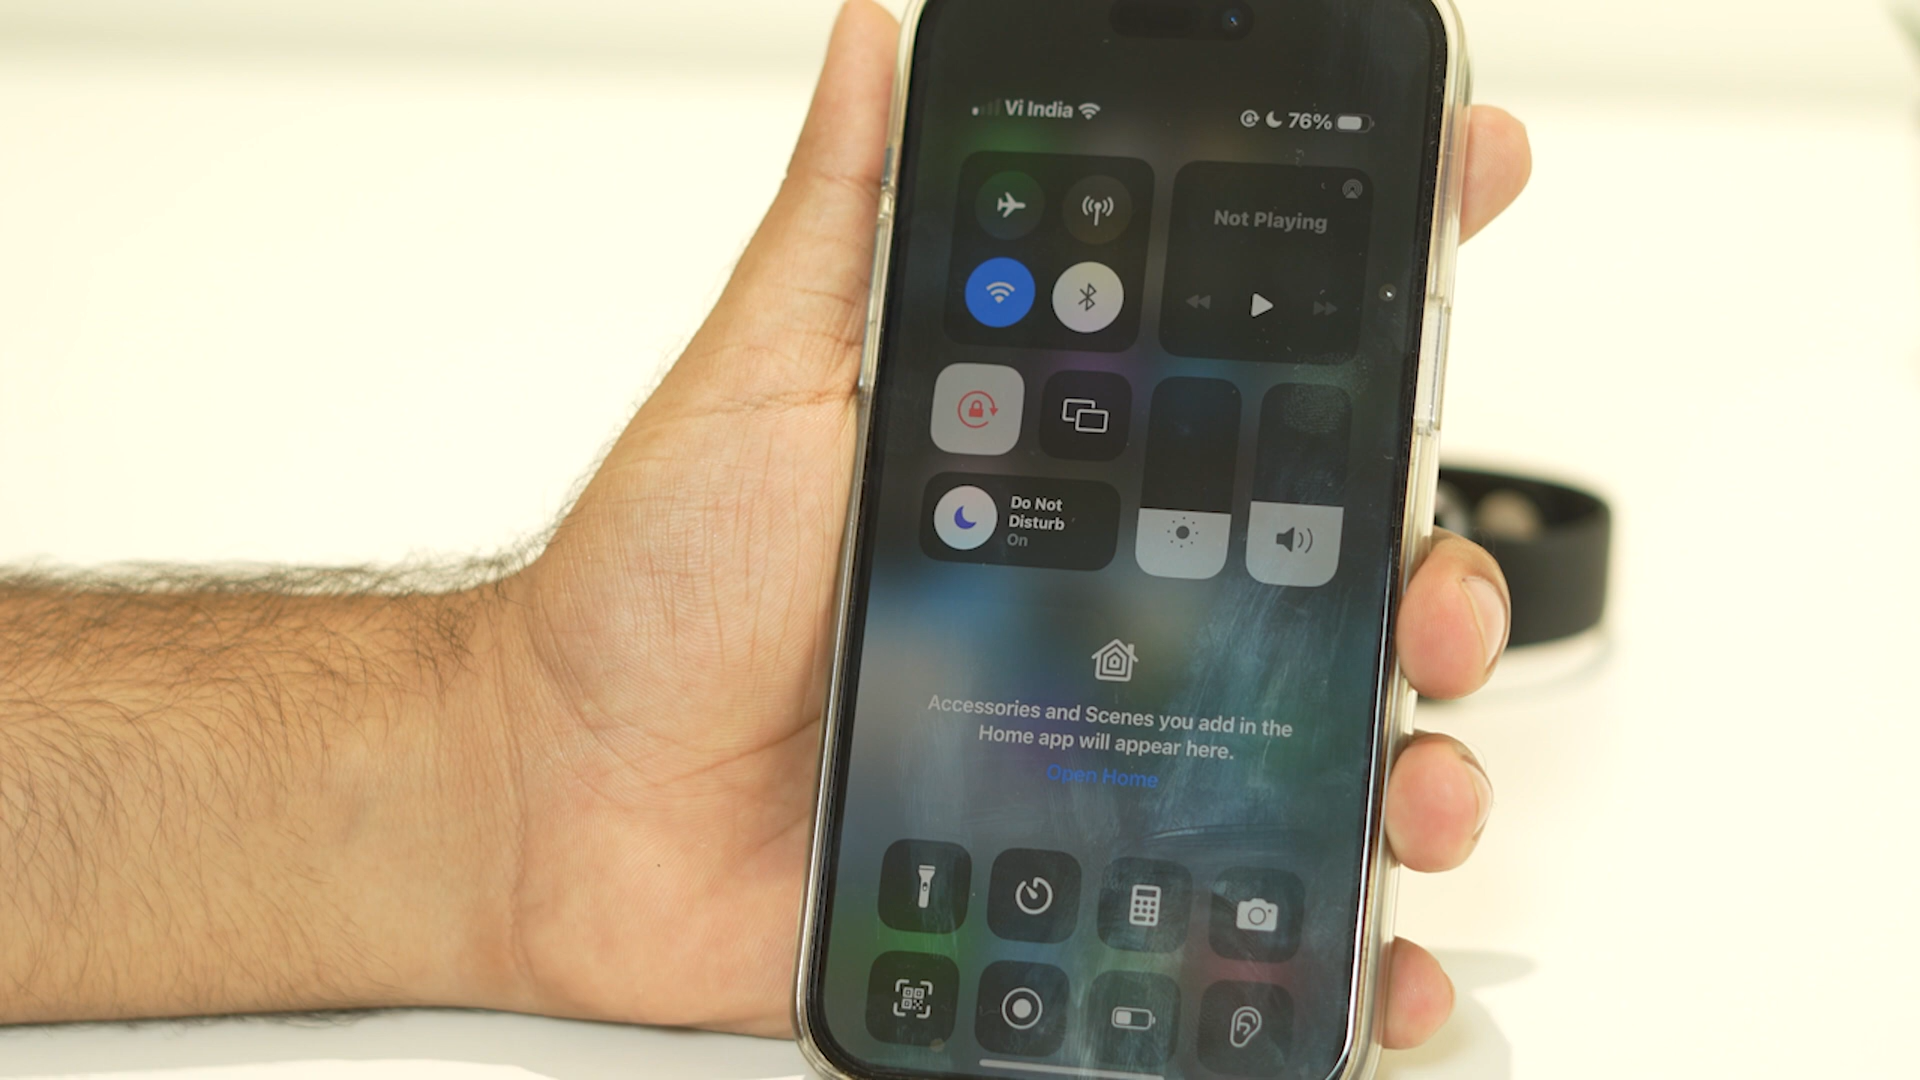 Vi India
76%
Not Playing
Do Not
Disturb
On
Accessories and Scenes you add in the
Home app will appear here.
Open Home